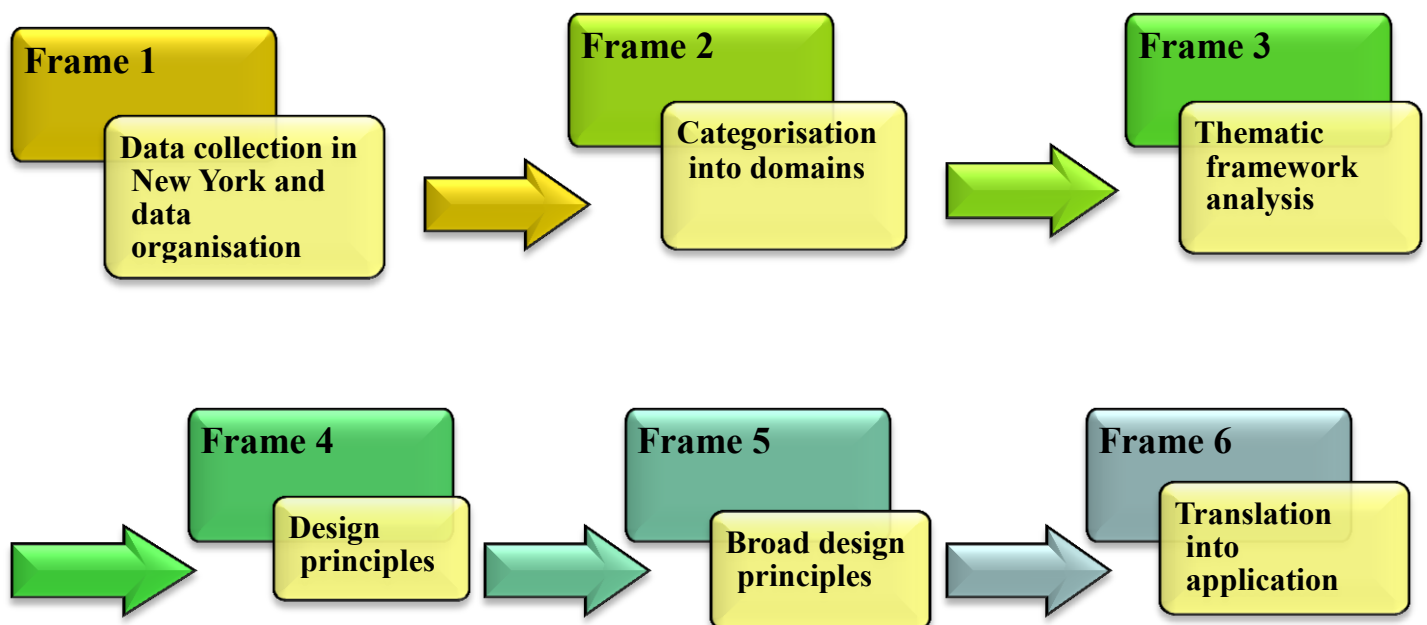 Frame 1
Data collection in
New York and
data
organisation
Frame 2
Categorisation
into domains
Frame 3
Thematic
framework
analysis
Frame 4
Design
principles
Frame 5
Broad design
principles
Frame 6
Translation
into
application